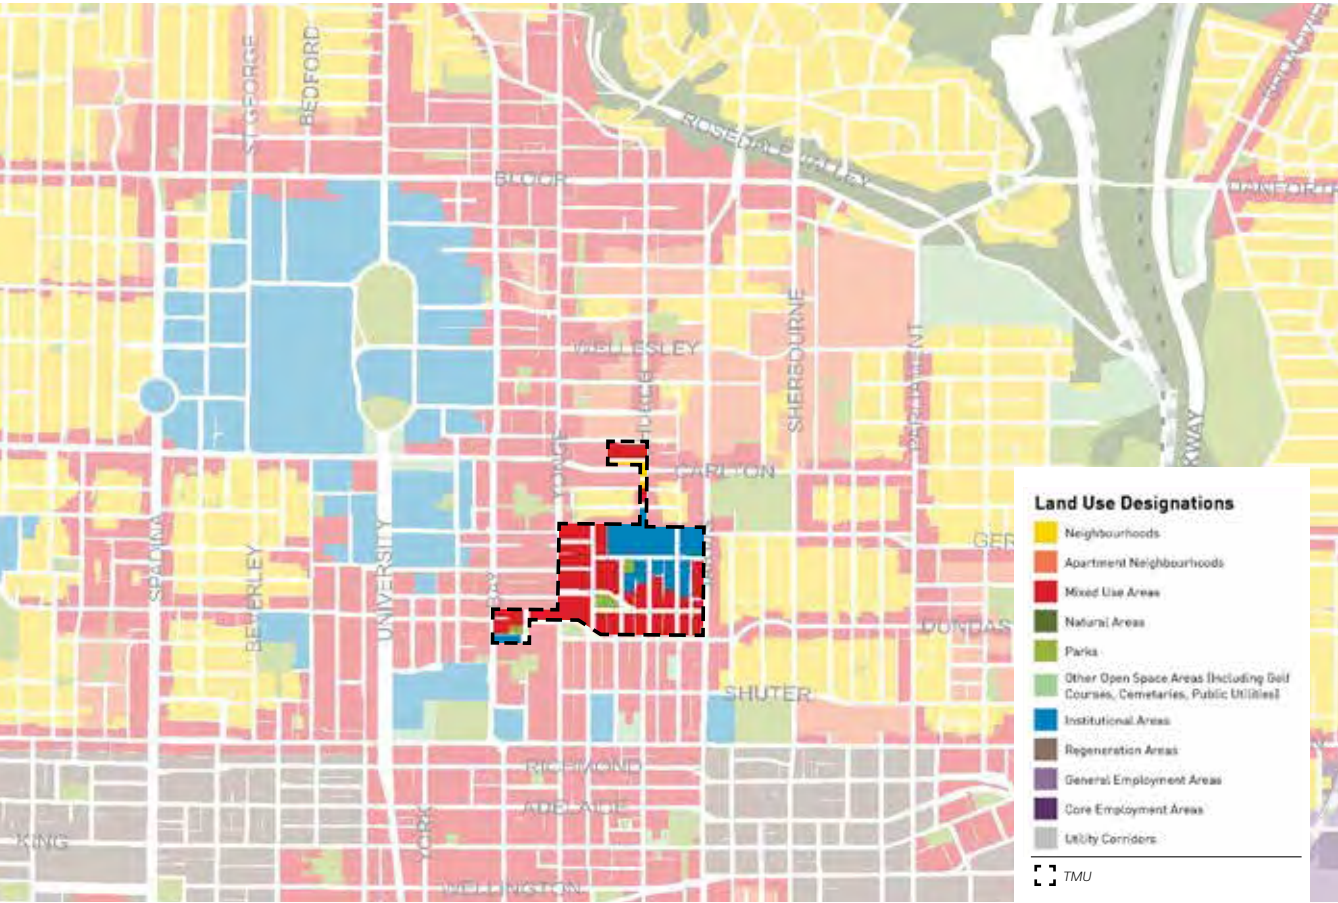 ST GEORGE
BEDFORD
ROSEDALE VALLEY
BLOOR
DANFORTH
WELLESLEY
CHURCH
SHERBOURNE
PARLIAMENT
YONGE
CARLTON
SPADINA
BEVERLEY
UNIVERSITY
BAY
GER
DUNDAS
SHUTER
RICHMOND
ADELAIDE
KING
YORK
WELLINGTON
KWAY
Land Use Designations
Neighbourhoods
Apartment Neighbourhoods
Mixed Use Areas
Natural Areas
Parks
Other Open Space Areas (Including Golf
Courses, Cemetaries, Public Utilities)
Institutional Areas
Regeneration Areas
General Employment Areas
Core Employment Areas
Utility Corridors
TMU